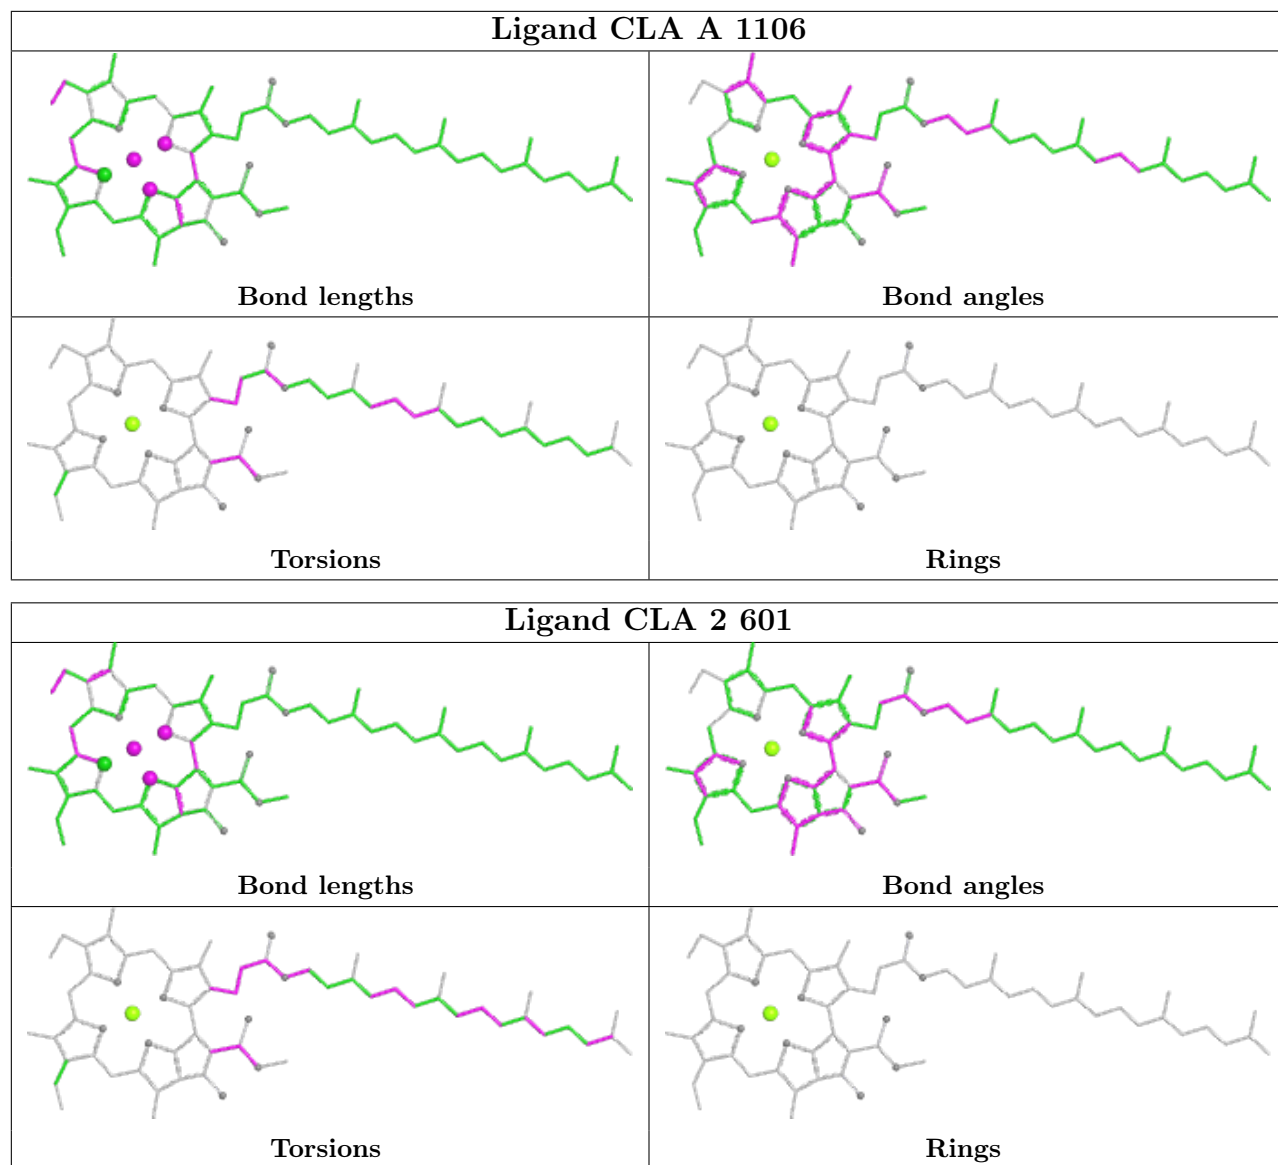 Ligand CLA A 1106
Bond lengths
Bond angles
Torsions
Rings
Ligand CLA 2 601
Bond lengths
Bond angles
Torsions
Rings